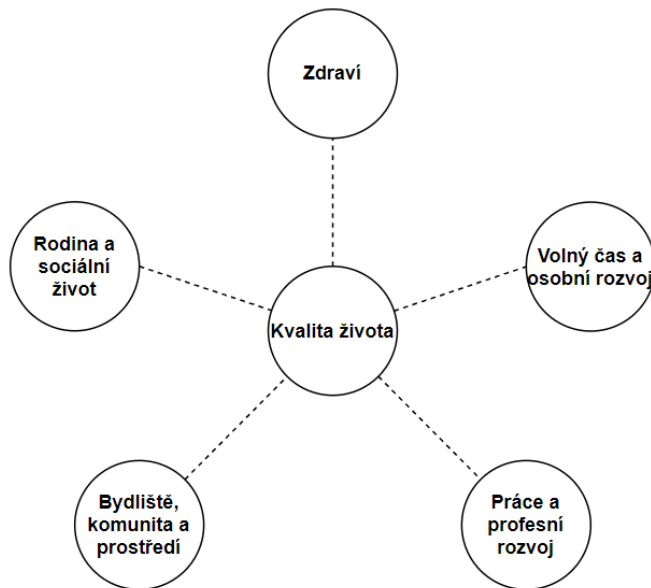 Zdraví
Rodina a
sociální
život
Volný čas a
osobní rozvoj
Kvalita života
Bydliště,
komunita a
prostředí
Práce a
profesní
rozvoj